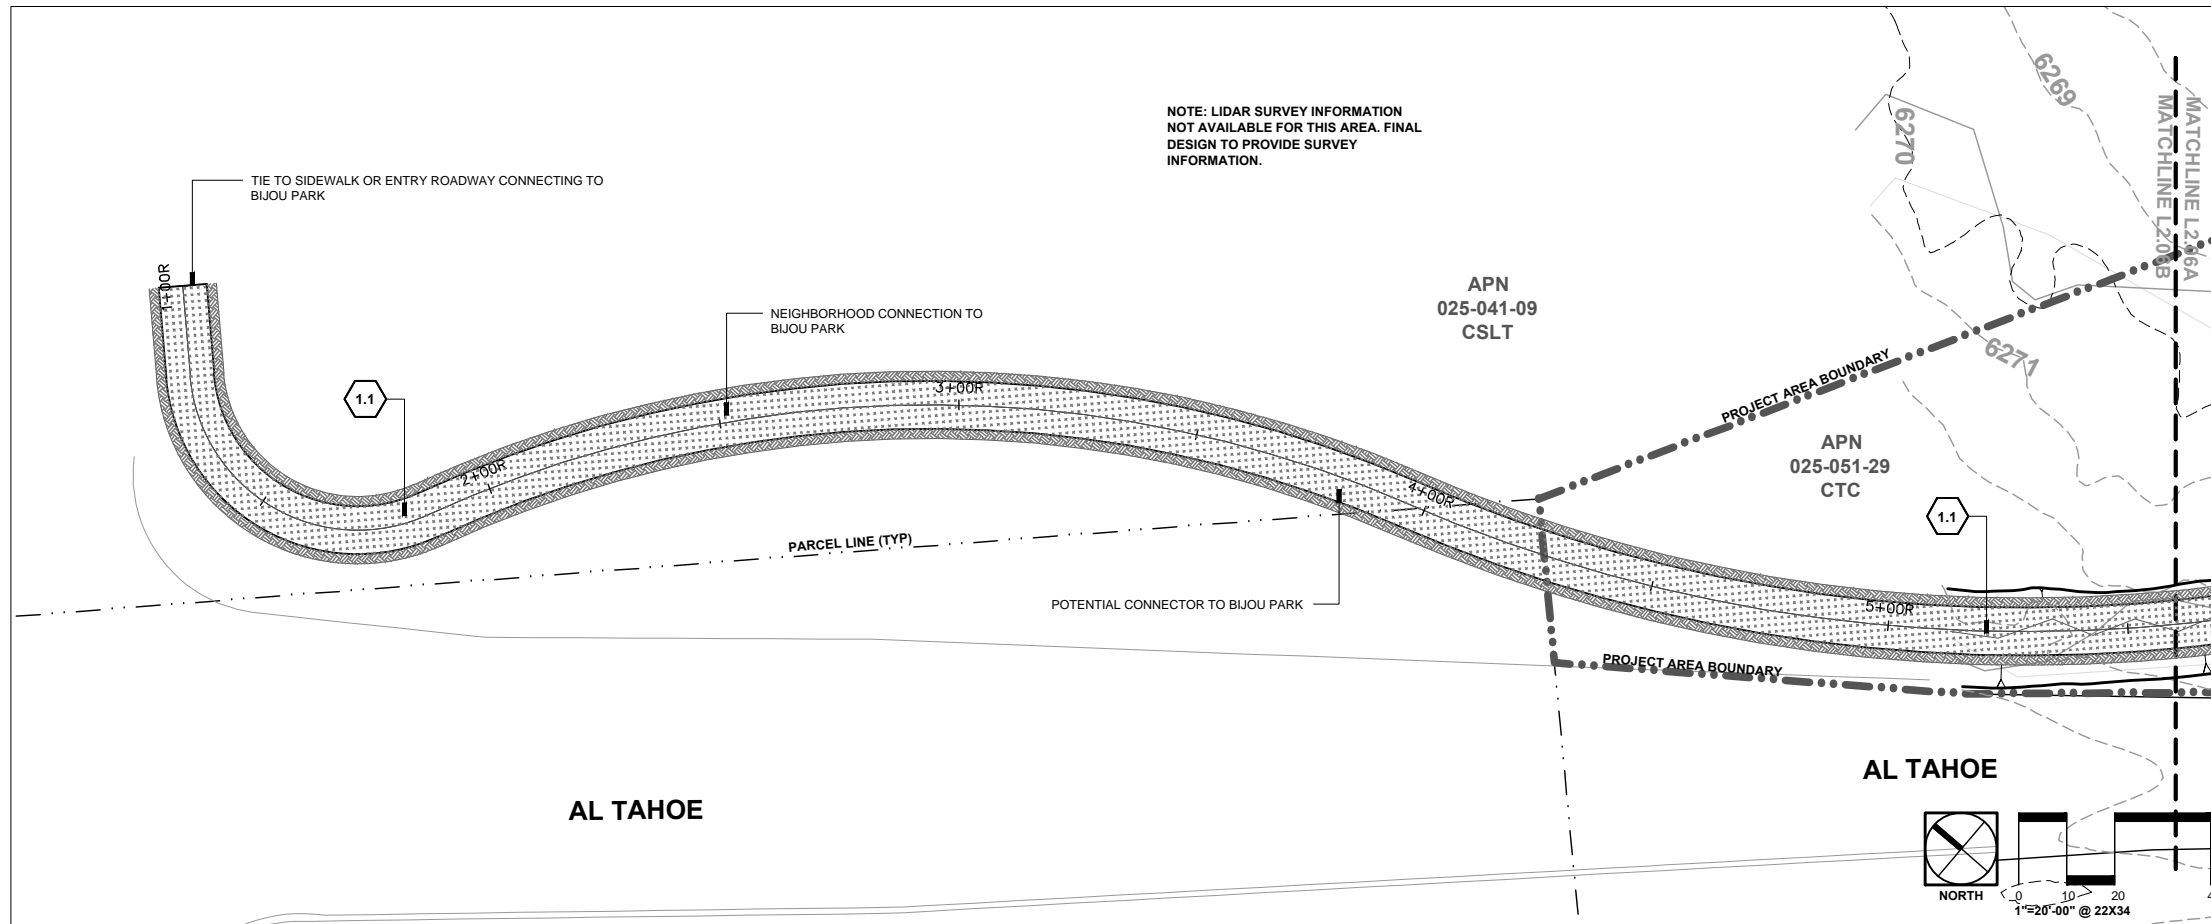 NOTE: LIDAR SURVEY INFORMATION
NOT AVAILABLE FOR THIS AREA. FINAL
DESIGN TO PROVIDE SURVEY
INFORMATION.
6269
6270
MATCHLINE L2.06A
MATCHLINE L2.06B
TIE TO SIDEWALK OR ENTRY ROADWAY CONNECTING TO
BIJOU PARK
1+00R
NEIGHBORHOOD CONNECTION TO
BIJOU PARK
APN
025-041-09
CSLT
6271
PROJECT AREA BOUNDARY
1.1
3+00R
APN
025-051-29
CTC
2+00R
4+00R
1.1
PARCEL LINE (TYP)
POTENTIAL CONNECTOR TO BIJOU PARK
5+00R
PROJECT AREA BOUNDARY
AL TAHOE
AL TAHOE
NORTH
0 10 20
1"=20'-00" @ 22X34